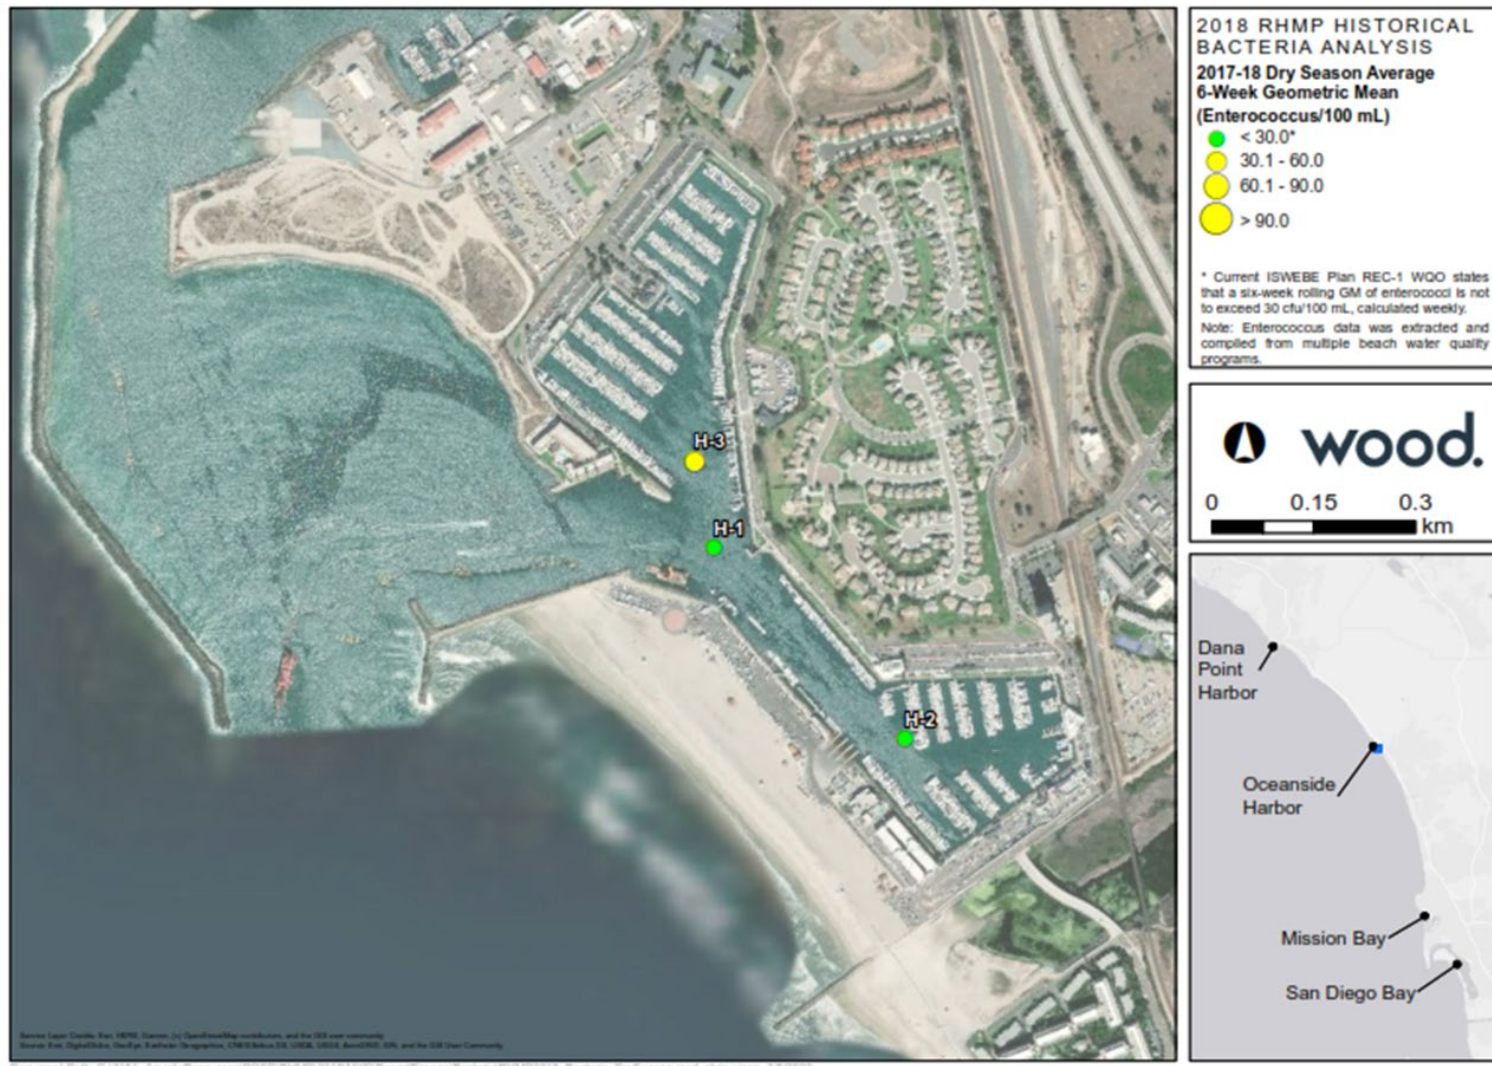 2018 RHMP HISTORICAL
BACTERIA ANALYSIS
2017-18 Dry Season Average
6-Week Geometric Mean
(Enterococcus/100 mL)
< 30.0*
30.1 - 60.0
60.1 - 90.0
> 90.0
* Current ISWEBE Plan REC-1 WQO states
that a six-week rolling GM of enterococci is not
to exceed 30 cfu/100 mL, calculated weekly.
Note: Enterococcus data was extracted and
compiled from multiple beach water quality
programs.
wood.
0 0.15 0.3
km
H-3
H-1
H-2
Dana
Point
Harbor
Oceanside
Harbor
Mission Bay
San Diego Bay